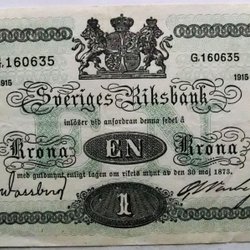 G.160635 G.160635
1915 1915
Sveriges Riksbank
inlöser vid anfordran denna sedel å
Krona EN Krona
med guldmynt enligt lagen om rikets mynt av den 30 maj 1873.
1